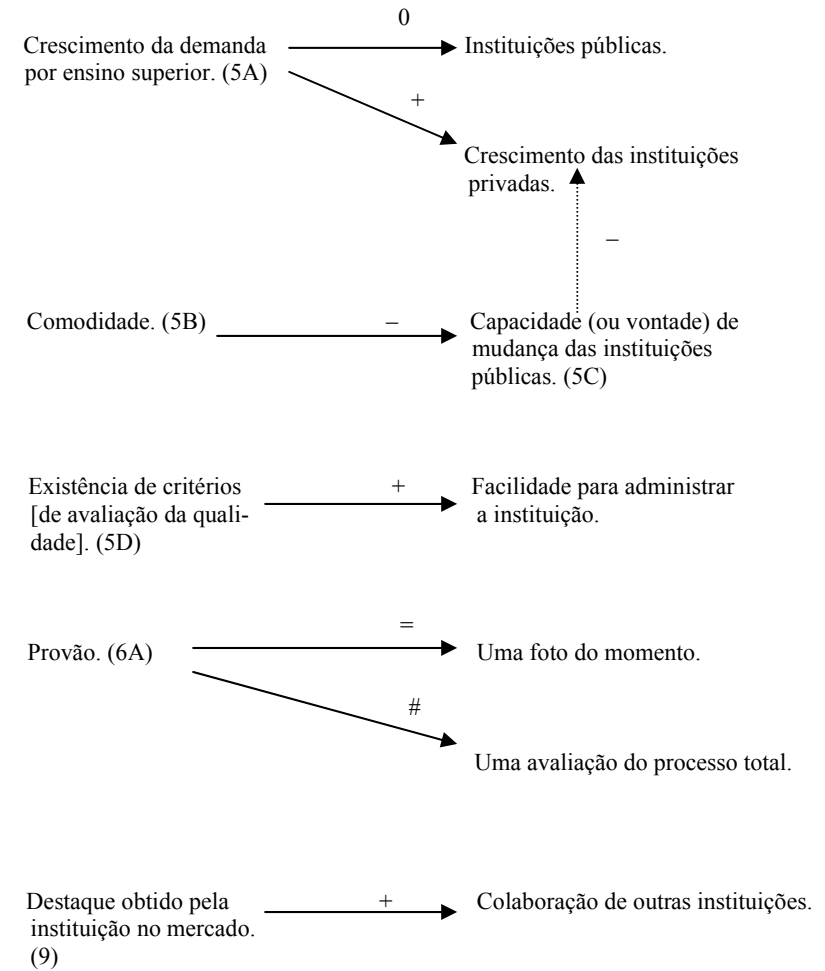 0
Crescimento da demanda
por ensino superior. (5A)
Instituições públicas.
+
Crescimento das instituições
privadas.
–
Comodidade. (5B)
–
Capacidade (ou vontade) de
mudança das instituições
públicas. (5C)
Existência de critérios
[de avaliação da quali-
dade]. (5D)
+
Facilidade para administrar
a instituição.
Provão. (6A)
=
Uma foto do momento.
#
Uma avaliação do processo total.
Destaque obtido pela
instituição no mercado.
(9)
+
Colaboração de outras instituições.